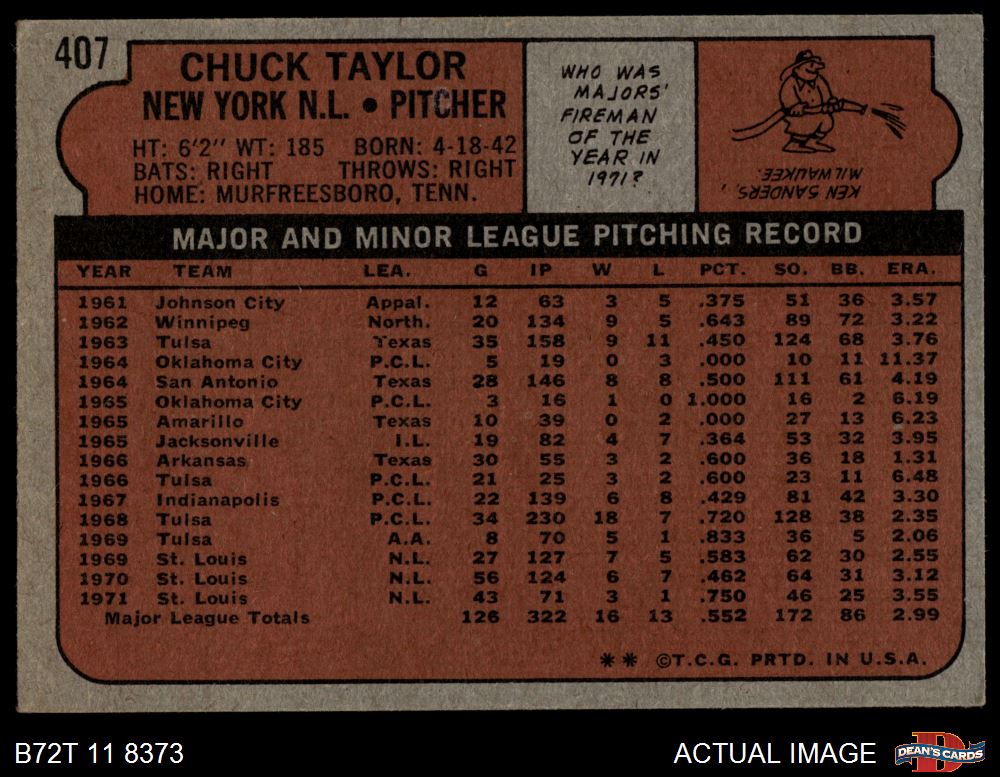 407
CHUCK TAYLOR
NEW YORK N.L. • PITCHER
HT: 6'2" WT: 185 BORN: 4-18-42
BATS: RIGHT THROWS: RIGHT
HOME: MURFREESBORO, TENN.
WHO WAS
MAJORS'
FIREMAN
OF THE
YEAR IN
1971?
KEN SANDERS,
MILWAUKEE.
MAJOR AND MINOR LEAGUE PITCHING RECORD
YEAR TEAM LEA. G IP W L PCT. SO. BB. ERA.
1961 Johnson City Appal. 12 63 3 5 .375 51 36 3.57
1962 Winnipeg North. 20 134 9 5 .643 89 72 3.22
1963 Tulsa Texas 35 158 9 11 .450 124 68 3.76
1964 Oklahoma City P.C.L. 5 19 0 3 .000 10 11 11.37
1964 San Antonio Texas 28 146 8 8 .500 111 61 4.19
1965 Oklahoma City P.C.L. 3 16 1 0 1.000 16 2 6.19
1965 Amarillo Texas 10 39 0 2 .000 27 13 6.23
1965 Jacksonville I.L. 19 82 4 7 .364 53 32 3.95
1966 Arkansas Texas 30 55 3 2 .600 36 18 1.31
1966 Tulsa P.C.L. 21 25 3 2 .600 23 11 6.48
1967 Indianapolis P.C.L. 22 139 6 8 .429 81 42 3.30
1968 Tulsa P.C.L. 34 230 18 7 .720 128 38 2.35
1969 Tulsa A.A. 8 70 5 1 .833 36 5 2.06
1969 St. Louis N.L. 27 127 7 5 .583 62 30 2.55
1970 St. Louis N.L. 56 124 6 7 .462 64 31 3.12
1971 St. Louis N.L. 43 71 3 1 .750 46 25 3.55
Major League Totals 126 322 16 13 .552 172 86 2.99
** ©T.C.G. PRTD. IN U.S.A.
B72T 11 8373
ACTUAL IMAGE
D
DEAN'S CARDS